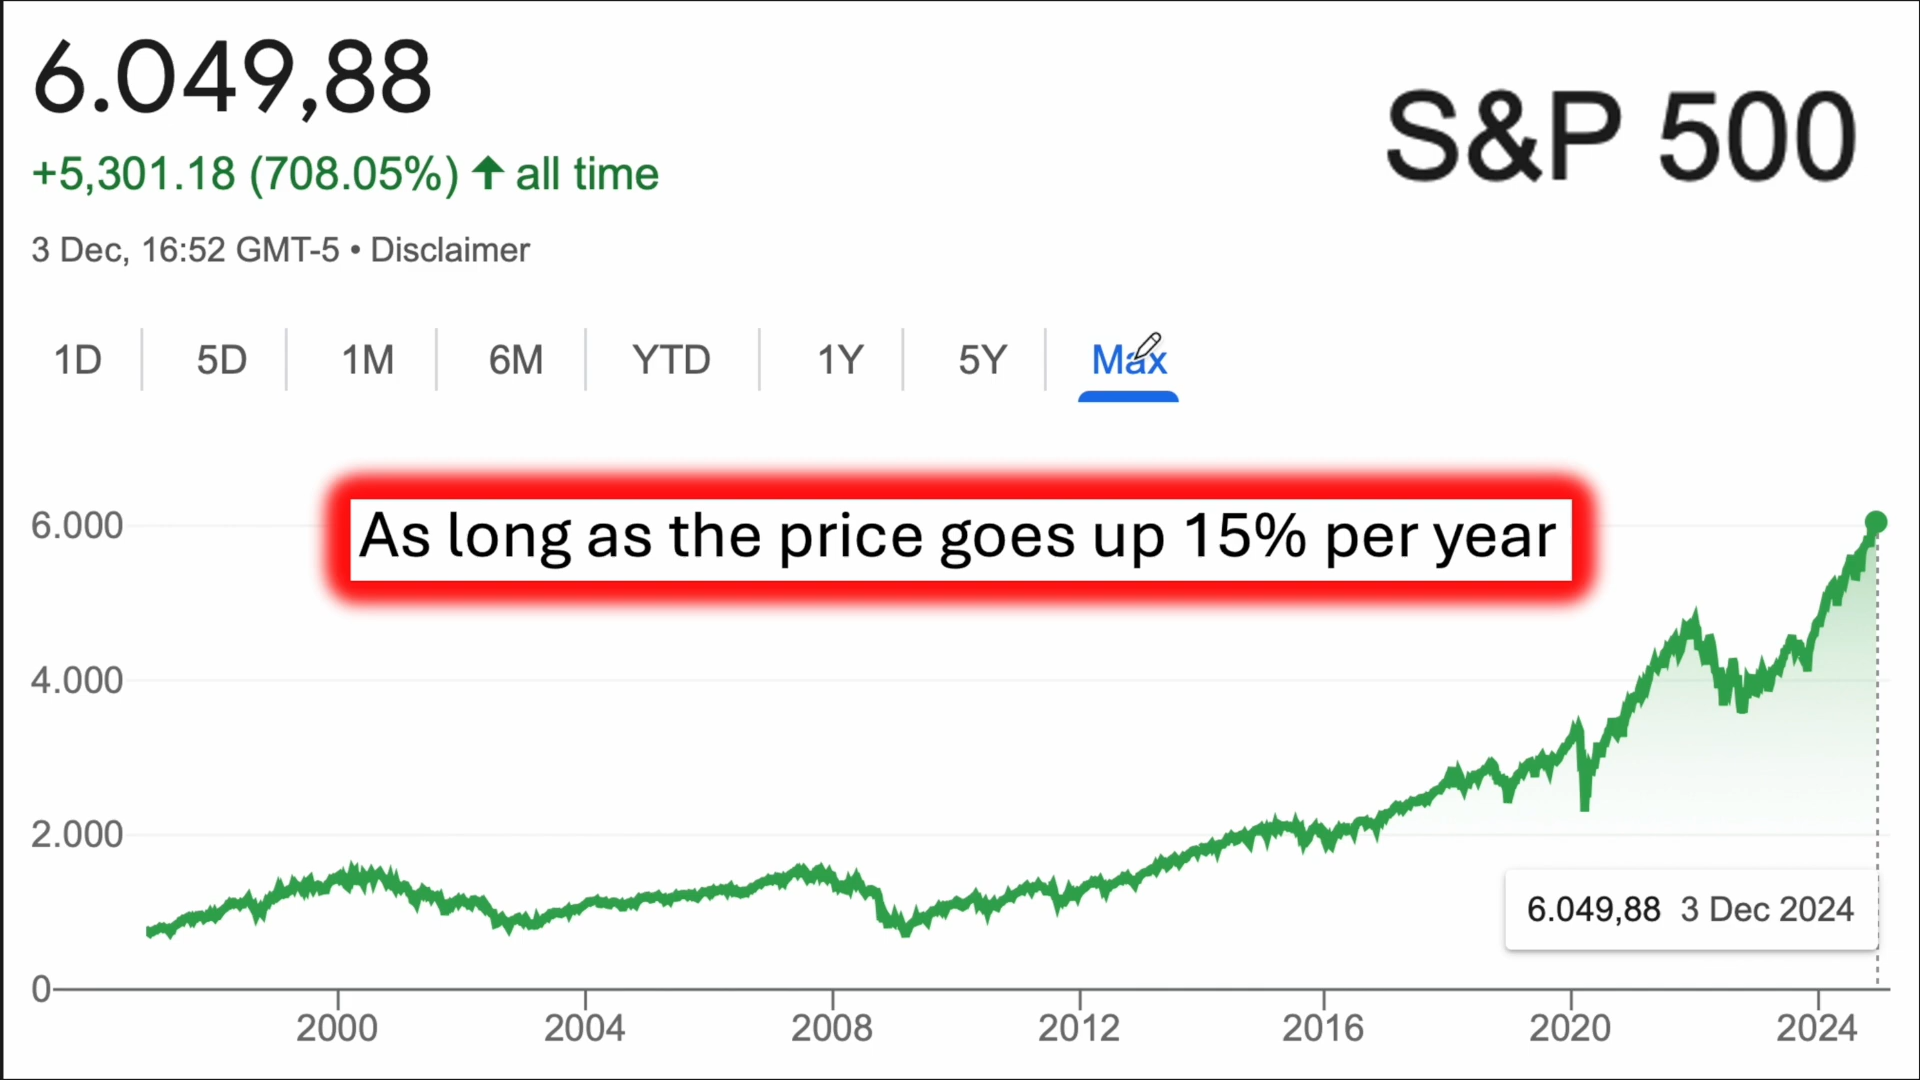 6.049,88
S&P 500
+5,301.18 (708.05%) ↑ all time
3 Dec, 16:52 GMT-5 • Disclaimer
1D 5D 1M 6M YTD 1Y 5Y Max
As long as the price goes up 15% per year
6.000
4.000
2.000
6.049,88 3 Dec 2024
0
2000 2004 2008 2012 2016 2020 2024